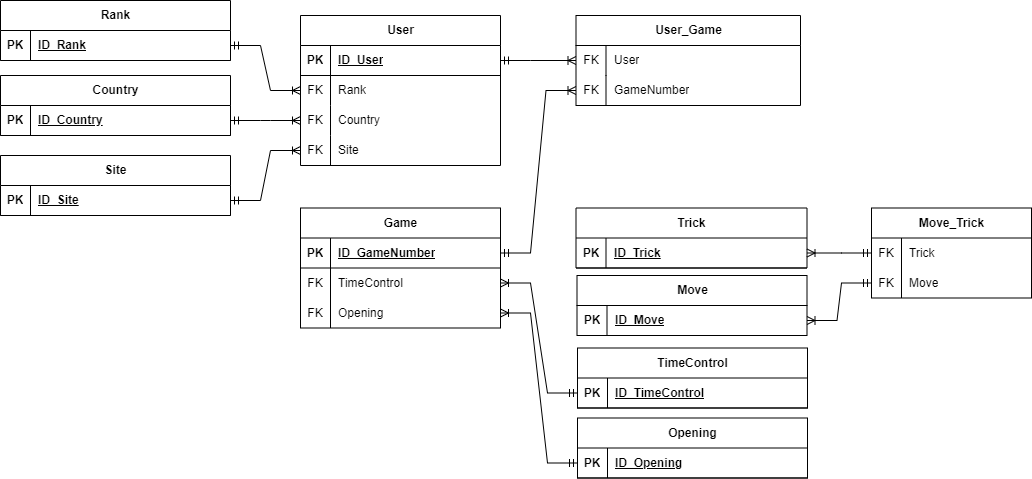 Rank
PK ID_Rank
Country
PK ID_Country
Site
PK ID_Site
User
PK ID_User
FK Rank
FK Country
FK Site
User_Game
FK User
FK GameNumber
Game
PK ID_GameNumber
FK TimeControl
FK Opening
Trick
PK ID_Trick
Move
PK ID_Move
Move_Trick
FK Trick
FK Move
TimeControl
PK ID_TimeControl
Opening
PK ID_Opening